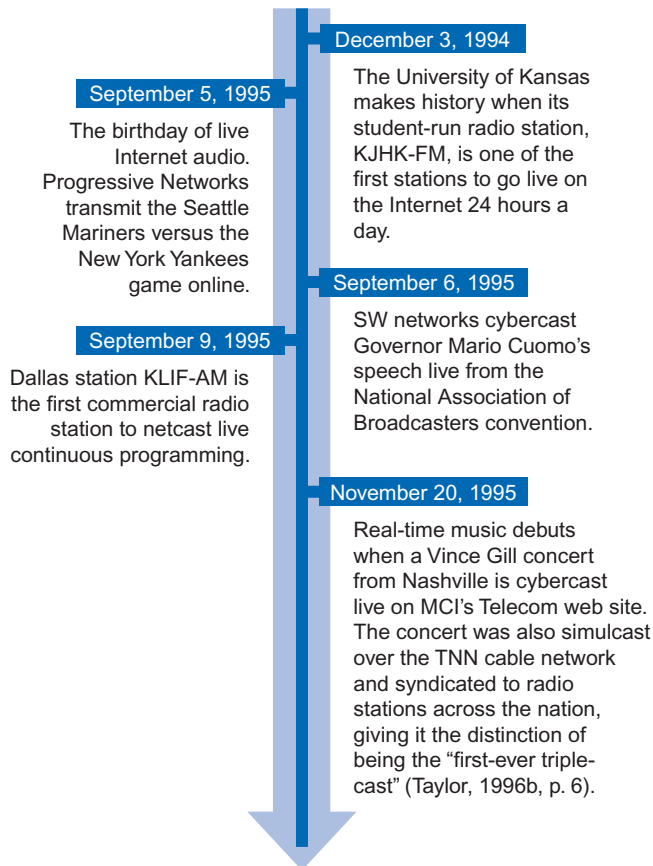 December 3, 1994
The University of Kansas
makes history when its
student-run radio station,
KJHK-FM, is one of the
first stations to go live on
the Internet 24 hours a
day.
September 5, 1995
The birthday of live
Internet audio.
Progressive Networks
transmit the Seattle
Mariners versus the
New York Yankees
game online.
September 6, 1995
SW networks cybercast
Governor Mario Cuomo’s
speech live from the
National Association of
Broadcasters convention.
September 9, 1995
Dallas station KLIF-AM is
the first commercial radio
station to netcast live
continuous programming.
November 20, 1995
Real-time music debuts
when a Vince Gill concert
from Nashville is cybercast
live on MCI’s Telecom web site.
The concert was also simulcast
over the TNN cable network
and syndicated to radio
stations across the nation,
giving it the distinction of
being the “first-ever triple-
cast” (Taylor, 1996b, p. 6).